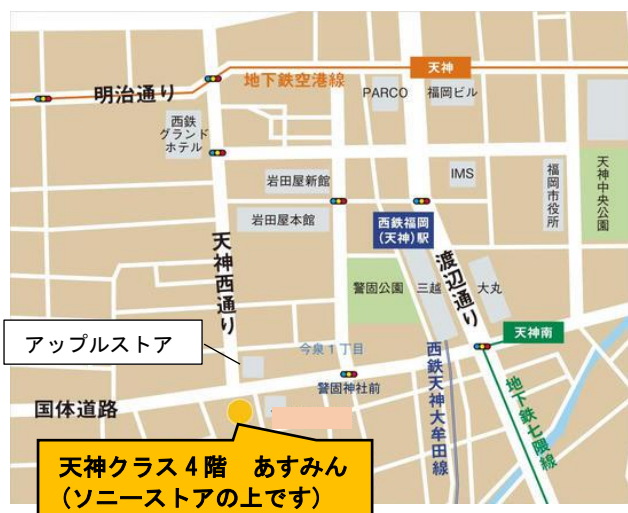 天神
地下鉄空港線
明治通り
PARCO
福岡ビル
西鉄
グランド
ホテル
岩田屋新館
IMS
福岡市役所
天神中央公園
岩田屋本館
西鉄福岡
(天神)駅
天神西通り
渡辺通り
警固公園
三越
大丸
アップルストア
今泉1丁目
天神南
警固神社前
西鉄天神大牟田線
地下鉄七隈線
国体道路
天神クラス4階 あすみん
(ソニーストアの上です)